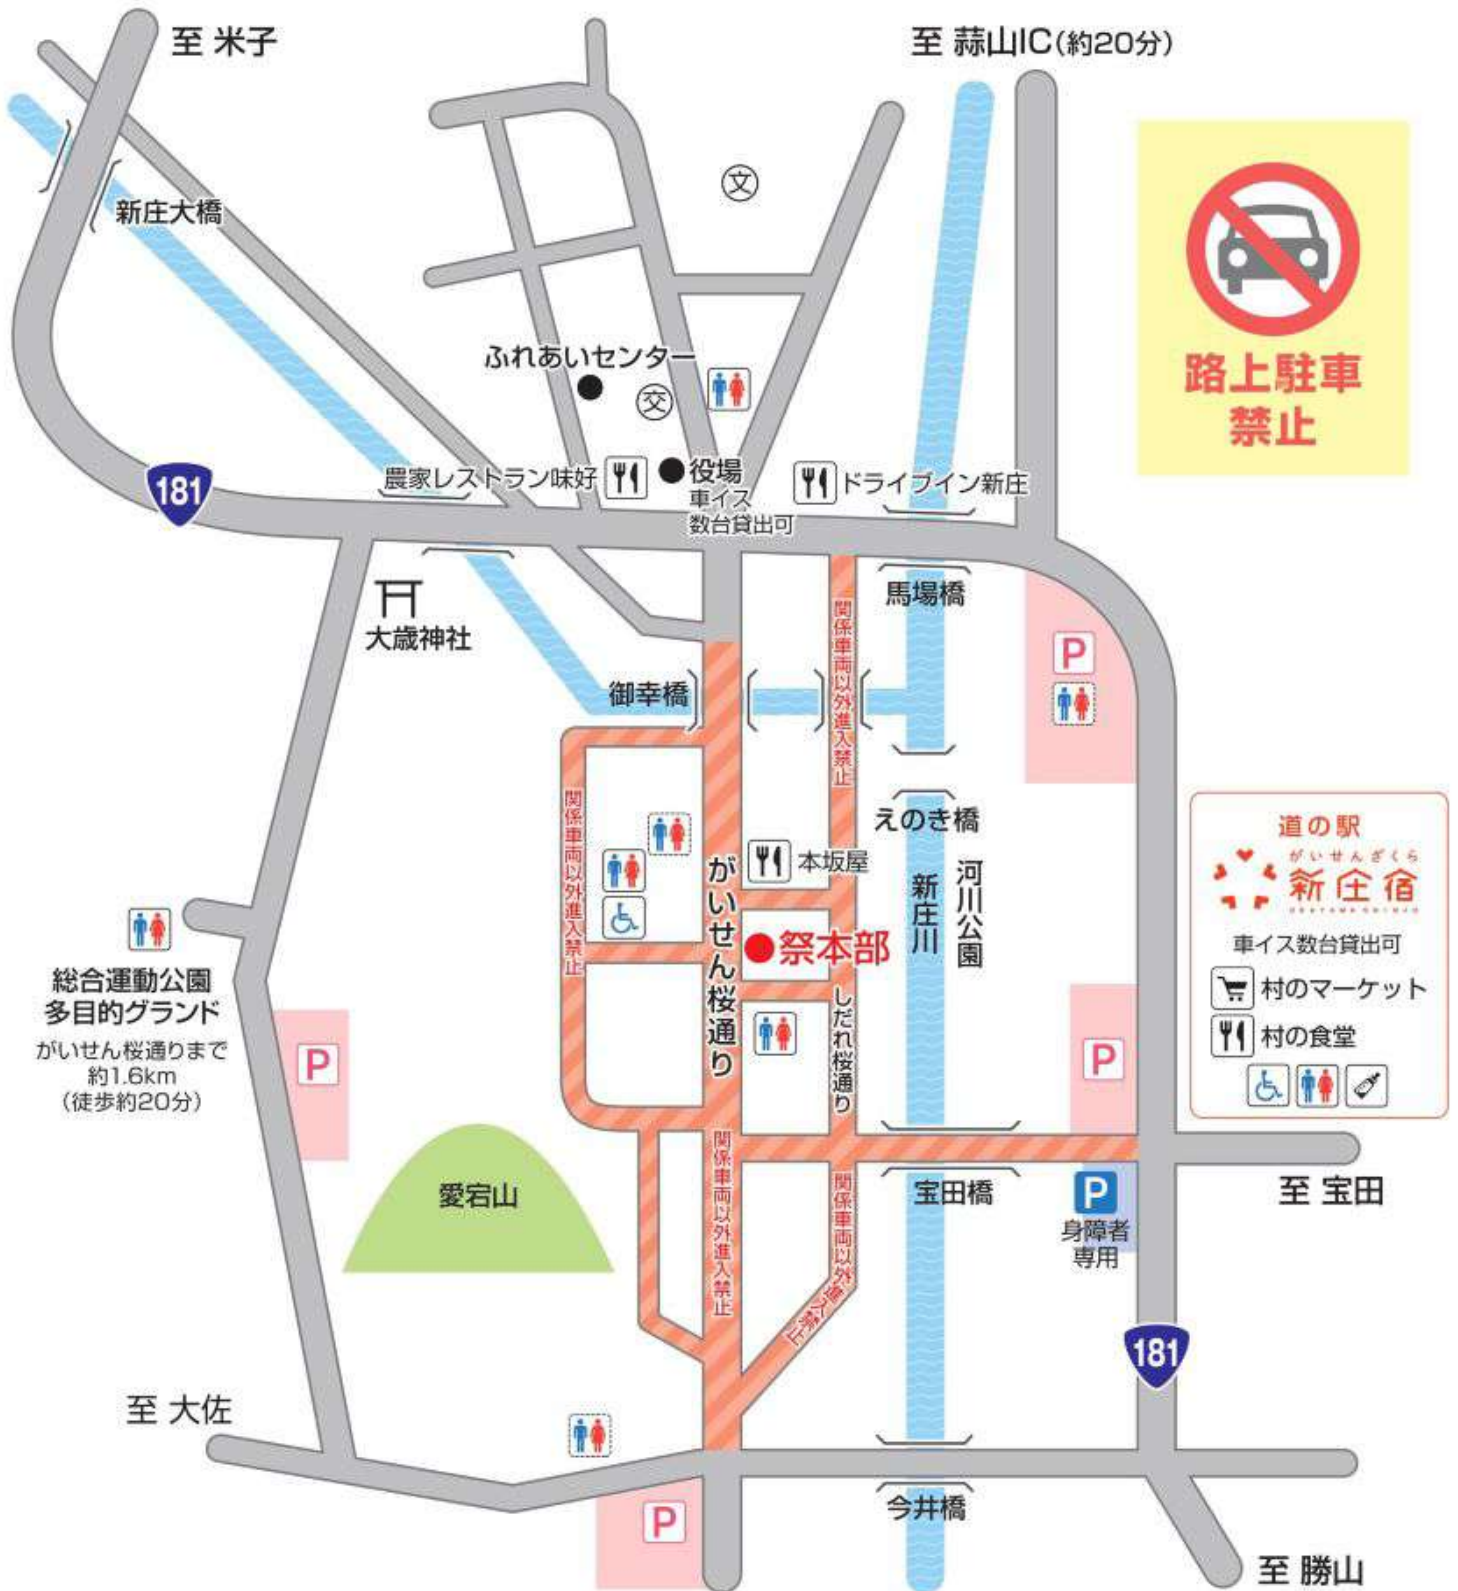 至 米子
至 蒜山IC(約20分)
新庄大橋
文
路上駐車
禁止
ふれあいセンター
交
農家レストラン味好
役場
車イス
数台貸出可
ドライブイン新庄
181
大歳神社
馬場橋
関係車両以外進入禁止
P
御幸橋
関係車両以外進入禁止
えのき橋
本坂屋
がいせん桜通り
新庄川
河川公園
祭本部
しだれ桜通り
道の駅
がいせんざくら
新庄宿
車イス数台貸出可
村のマーケット
村の食堂
総合運動公園
多目的グランド
がいせん桜通りまで
約1.6km
(徒歩約20分)
P
P
愛宕山
関係車両以外進入禁止
関係車両以外進入禁止
宝田橋
P
身障者
専用
至 宝田
181
至 大佐
P
今井橋
至 勝山